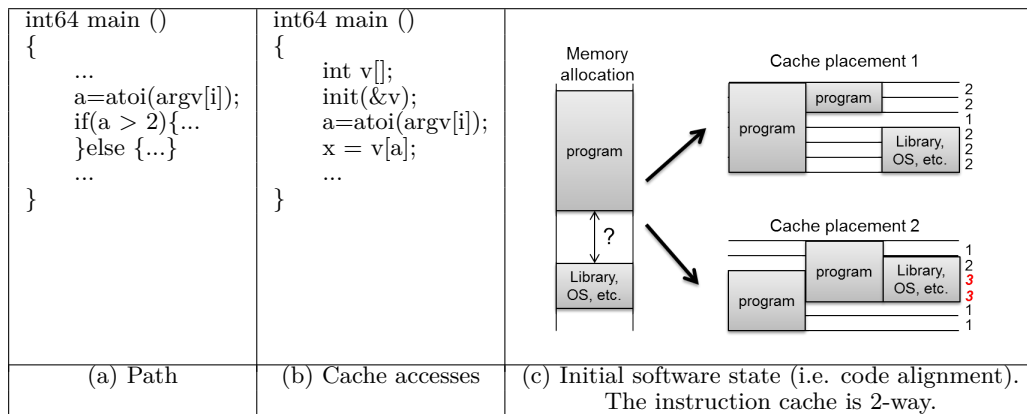 int64 main ()
{
...
a=atoi(argv[i]);
if(a > 2){...
}else {...}
...
}
(a) Path
int64 main ()
{
int v[];
init(&v);
a=atoi(argv[i]);
x = v[a];
...
}
(b) Cache accesses
Memory
allocation
program
?
Library,
OS, etc.
Cache placement 1
program
program
Library,
OS, etc.
2
2
1
2
2
2
Cache placement 2
program
program
Library,
OS, etc.
1
2
3
3
1
1
(c) Initial software state (i.e. code alignment).
The instruction cache is 2-way.